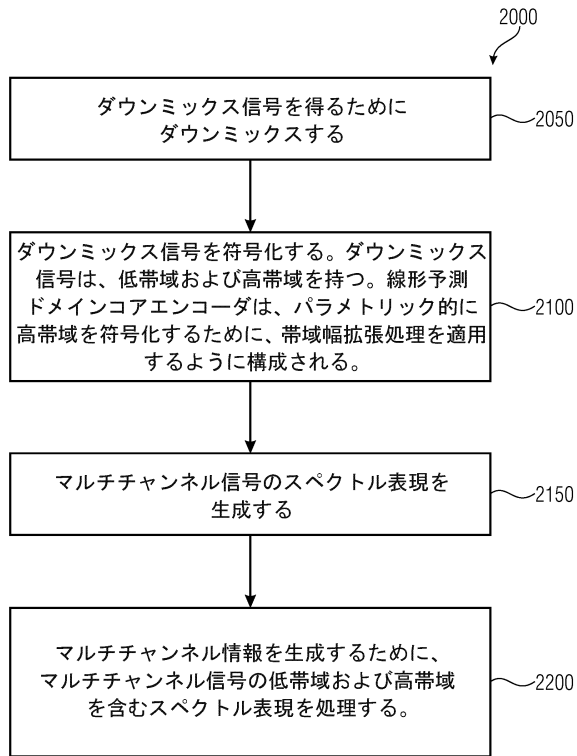 2000
ダウンミックス信号を得るために
ダウンミックスする
2050
ダウンミックス信号を符号化する。ダウンミックス
信号は、低帯域および高帯域を持つ。線形予測
ドメインコアエンコーダは、パラメトリック的に
高帯域を符号化するために、帯域幅拡張処理を適用
するように構成される。
2100
マルチチャンネル信号のスペクトル表現を
生成する
2150
マルチチャンネル情報を生成するために、
マルチチャンネル信号の低帯域および高帯域
を含むスペクトル表現を処理する。
2200